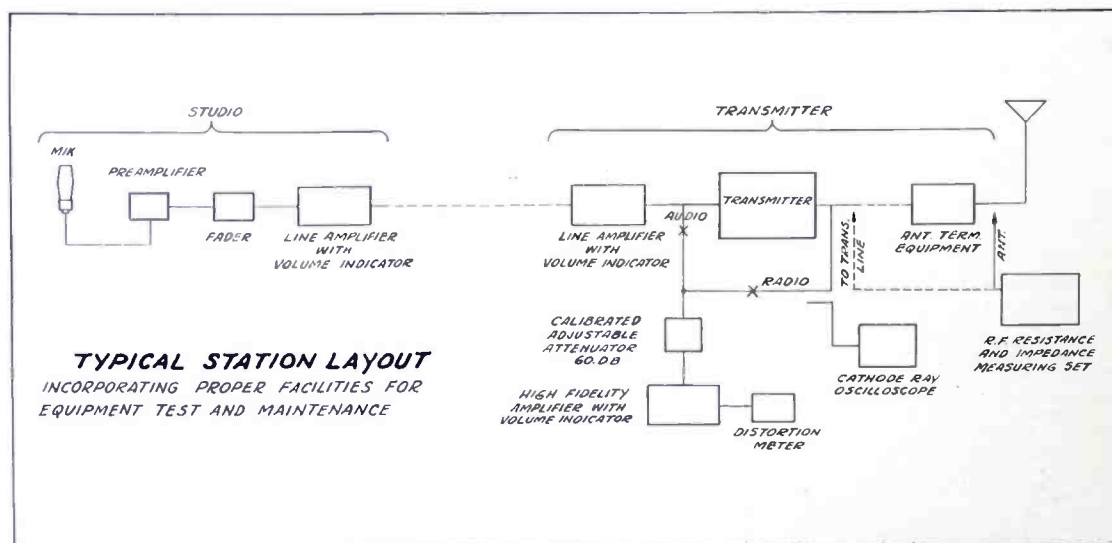 STUDIO
TRANSMITTER
MIK
PREAMPLIFIER
FADER
LINE AMPLIFIER
WITH
VOLUME INDICATOR
LINE AMPLIFIER
WITH
VOLUME INDICATOR
AUDIO
TRANSMITTER
TO TRANS.
LINE
ANT. TERM.
EQUIPMENT
ANT.
RADIO
CALIBRATED
ADJUSTABLE
ATTENUATOR
60.DB
CATHODE RAY
OSCILLOSCOPE
R.F. RESISTANCE
AND IMPEDANCE
MEASURING SET
HIGH FIDELITY
AMPLIFIER WITH
VOLUME INDICATOR
DISTORTION
METER
TYPICAL STATION LAYOUT
INCORPORATING PROPER FACILITIES FOR
EQUIPMENT TEST AND MAINTENANCE